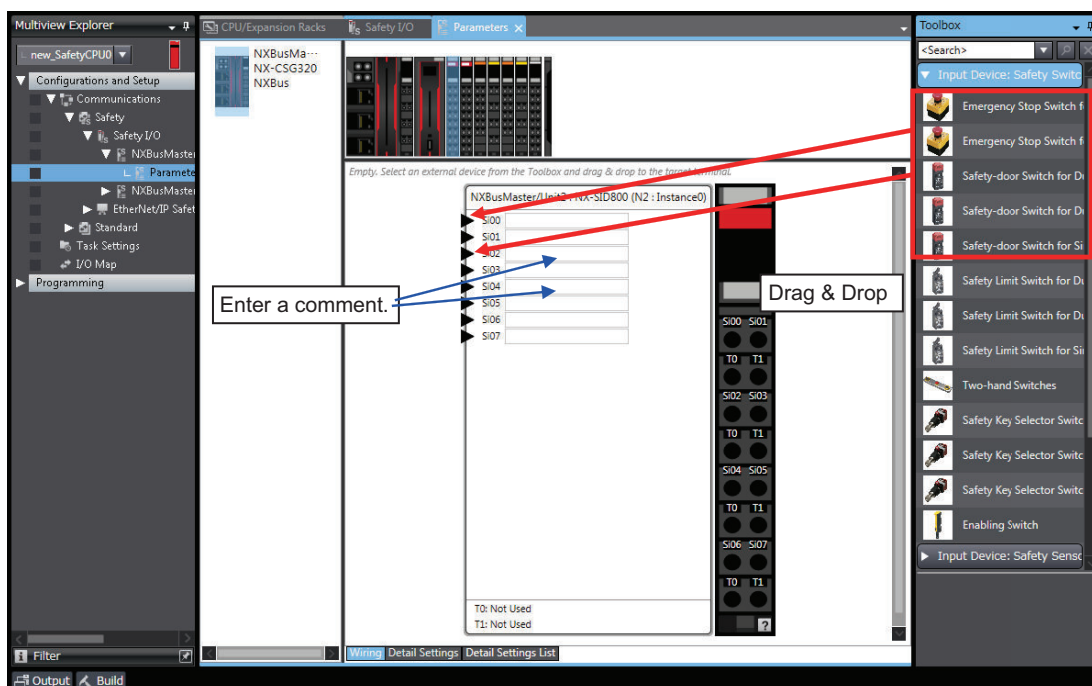 Multiview Explorer
new_SafetyCPU0
Configurations and Setup
Communications
Safety
Safety I/O
NXBusMaster
Paramete
NXBusMaster
EtherNet/IP Safet
Standard
Task Settings
I/O Map
Programming
Filter
Output
Build
CPU/Expansion Racks
Safety I/O
Parameters
NXBusMa...
NX-CSG320
NXBus
Empty. Select an external device from the Toolbox and drag & drop to the target terminal.
NXBusMaster/Unit2 : NX-SID800 (N2 : Instance0)
Si00
Si01
Si02
Si03
Si04
Si05
Si06
Si07
Enter a comment.
Drag & Drop
Si00 Si01
T0 T1
Si02 Si03
T0 T1
Si04 Si05
T0 T1
Si06 Si07
T0 T1
?
T0: Not Used
T1: Not Used
Wiring
Detail Settings
Detail Settings List
Toolbox
<Search>
Input Device: Safety Switc
Emergency Stop Switch f
Emergency Stop Switch f
Safety-door Switch for Du
Safety-door Switch for Du
Safety-door Switch for Si
Safety Limit Switch for Du
Safety Limit Switch for Du
Safety Limit Switch for Si
Two-hand Switches
Safety Key Selector Switc
Safety Key Selector Switc
Safety Key Selector Switc
Enabling Switch
Input Device: Safety Senso